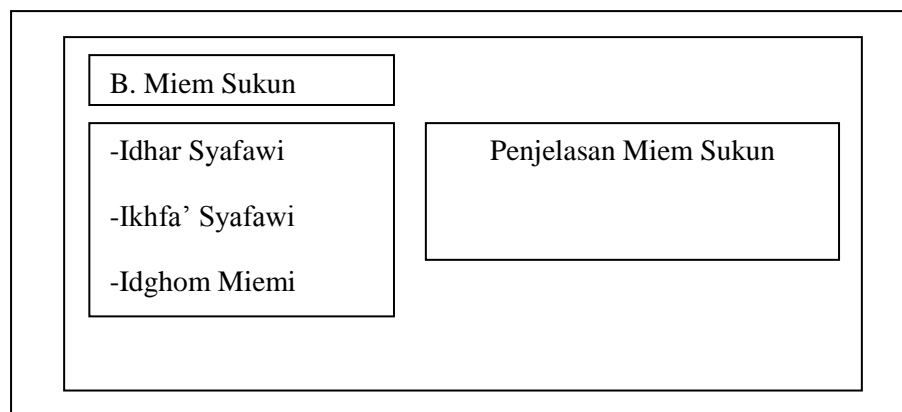 B. Miem Sukun
-Idhar Syafawi
-Ikhfa’ Syafawi
-Idghom Miemi
Penjelasan Miem Sukun